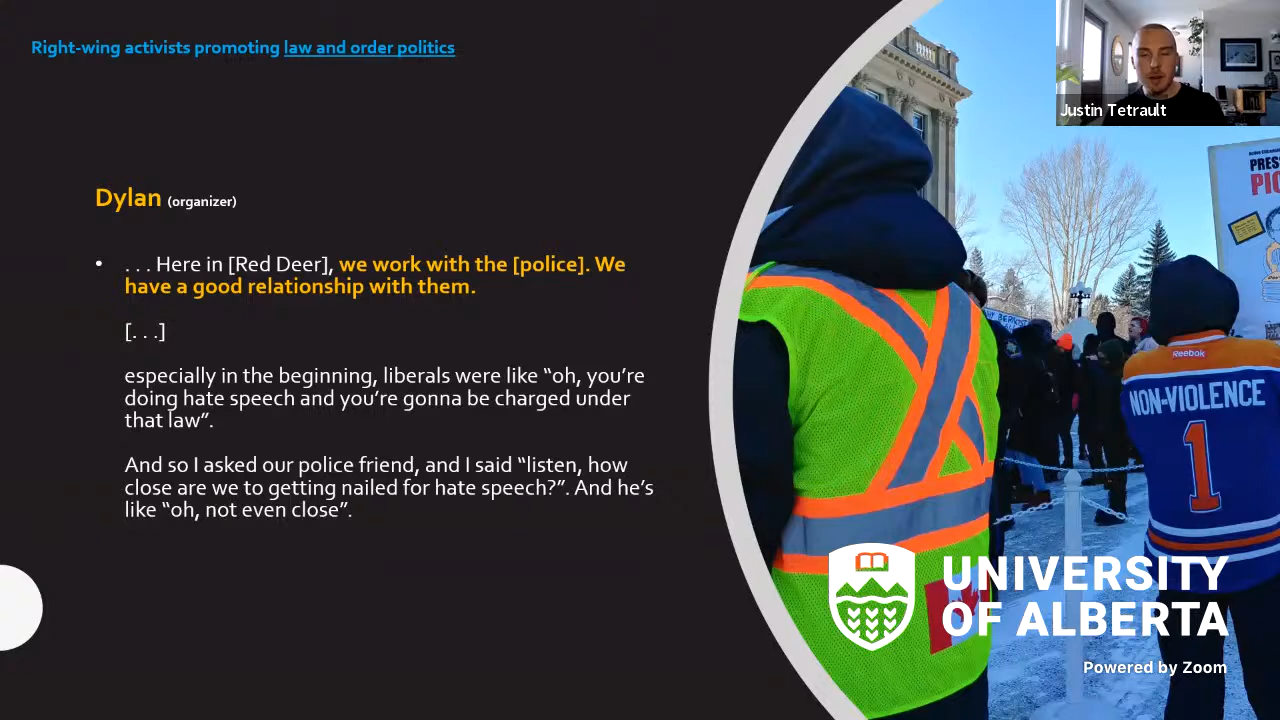 Right-wing activists promoting law and order politics
Dylan (organizer)
• . . . Here in [Red Deer], we work with the [police]. We
have a good relationship with them.
[. . .]
especially in the beginning, liberals were like “oh, you’re
doing hate speech and you’re gonna be charged under
that law”.
And so I asked our police friend, and I said “listen, how
close are we to getting nailed for hate speech?”. And he’s
like “oh, not even close”.
Justin Tetrault
Reebok
NON-VIOLENCE
1
UNIVERSITY
OF ALBERTA
Powered by Zoom